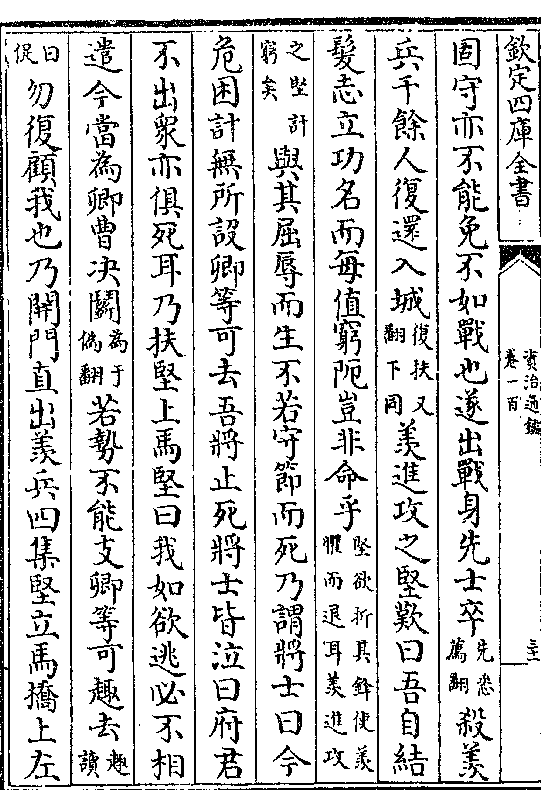 欽定四庫全書
資治通鑑
卷一百
固守亦不能免不如戰也遂出戰身先士卒先悉薦翻殺羨
兵千餘人復還入城復扶又翻下同羨進攻之堅歎曰吾自結
髮志立功名而每值窮阨豈非命乎堅欲折其鋒使羨懼而退耳羨進攻
之堅計窮矣與其屈辱而生不若守節而死乃謂將士曰今
危困計無所設卿等可去吾將止死將士皆泣曰府君
不出衆亦俱死耳乃扶堅上馬堅曰我如欲逃必不相
遣今當為卿曹决鬭為于偽翻若勢不能支卿等可趣去趣讀
曰促勿復顧我也乃開門直出羨兵四集堅立馬橋上左